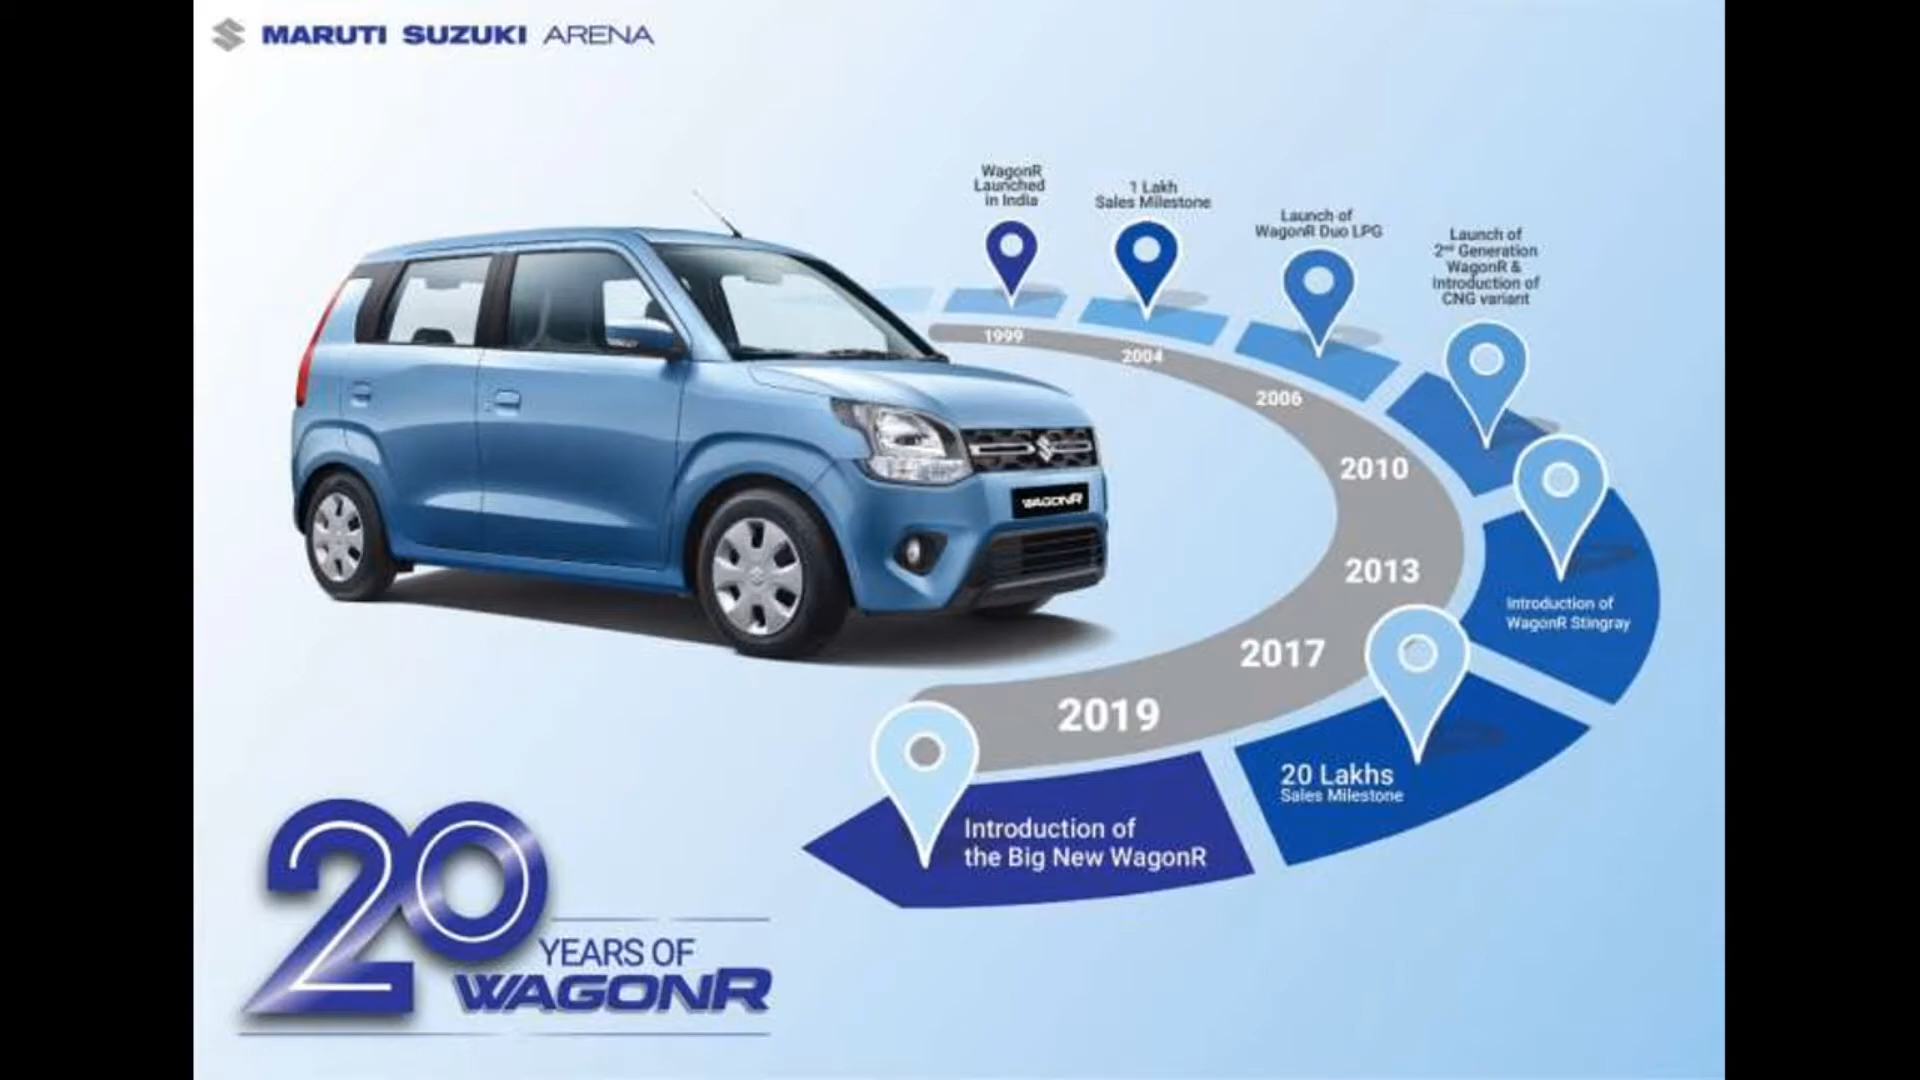 MARUTI SUZUKI ARENA
WagonR
Launched
in India
1 Lakh
Sales Milestone
Launch of
WagonR Duo LPG
Launch of
2nd Generation
WagonR &
Introduction of
CNG variant
1999
2004
2006
2010
2013
2017
2019
WAGONR
Introduction of
WagonR Stingray
20 Lakhs
Sales Milestone
Introduction of
the Big New WagonR
20
YEARS OF
WAGONR